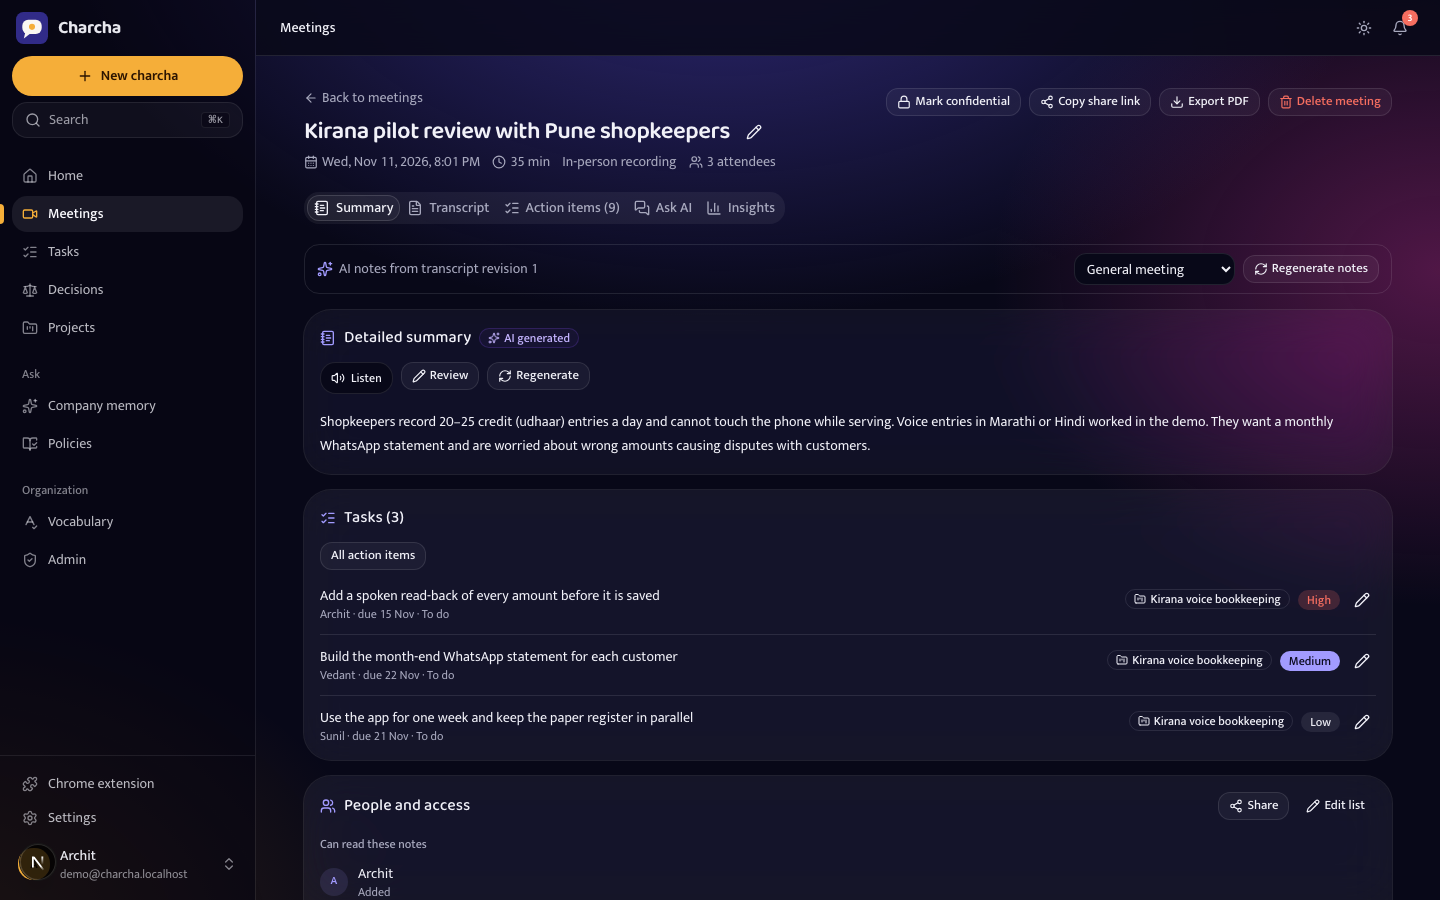 Charcha
New charcha
Search ⌘K
Home
Meetings
Tasks
Decisions
Projects
Ask
Company memory
Policies
Organization
Vocabulary
Admin
Chrome extension
Settings
N
Archit
demo@charcha.localhost
Meetings
3
Back to meetings
Mark confidential
Copy share link
Export PDF
Delete meeting
Kirana pilot review with Pune shopkeepers
Wed, Nov 11, 2026, 8:01 PM 35 min In-person recording 3 attendees
Summary Transcript Action items (9) Ask AI Insights
AI notes from transcript revision 1
General meeting
Regenerate notes
Detailed summary AI generated
Listen Review Regenerate
Shopkeepers record 20–25 credit (udhaar) entries a day and cannot touch the phone while serving. Voice entries in Marathi or Hindi worked in the demo. They want a monthly
WhatsApp statement and are worried about wrong amounts causing disputes with customers.
Tasks (3)
All action items
Add a spoken read-back of every amount before it is saved
Archit · due 15 Nov · To do
Kirana voice bookkeeping High
Build the month-end WhatsApp statement for each customer
Vedant · due 22 Nov · To do
Kirana voice bookkeeping Medium
Use the app for one week and keep the paper register in parallel
Sunil · due 21 Nov · To do
Kirana voice bookkeeping Low
People and access
Share Edit list
Can read these notes
A
Archit
Added